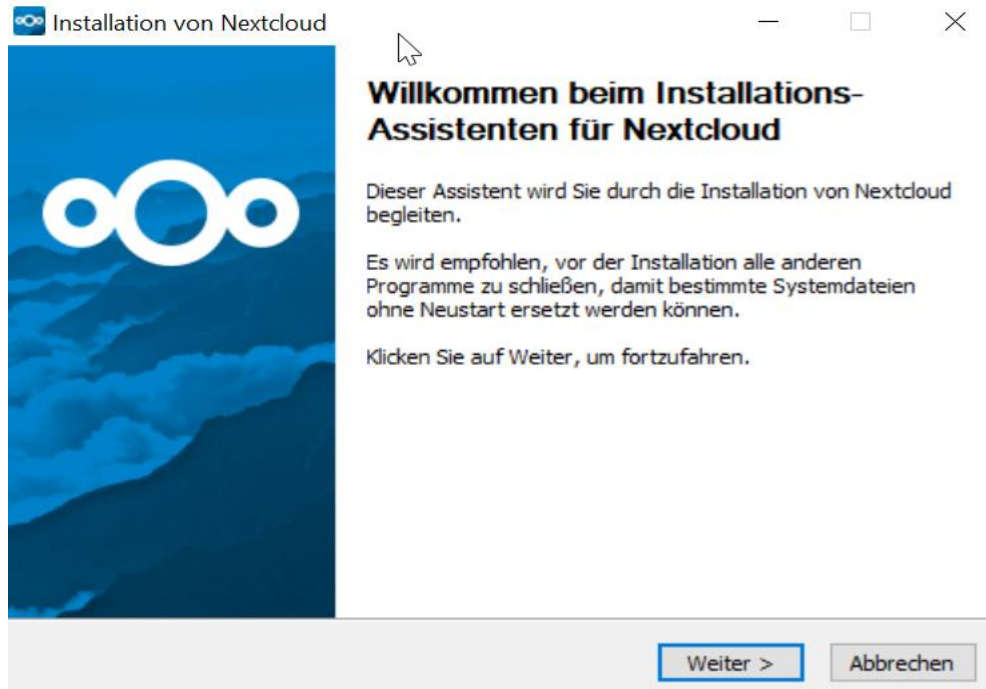 Installation von Nextcloud
Willkommen beim Installations-
Assistenten für Nextcloud
Dieser Assistent wird Sie durch die Installation von Nextcloud
begleiten.
Es wird empfohlen, vor der Installation alle anderen
Programme zu schließen, damit bestimmte Systemdateien
ohne Neustart ersetzt werden können.
Klicken Sie auf Weiter, um fortzufahren.
Weiter >
Abbrechen